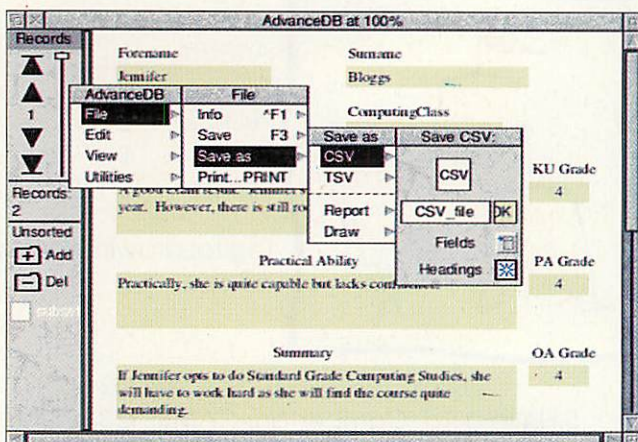 AdvanceDB at 100%
Records
1
Records:
2
Unsorted
Add
Del
subset
Forename
Surname
Jennifer
Bloggs
ComputingClass
AdvanceDB
File
Edit
View
Utilities
File
Info ^F1
Save F3
Save as
Print...PRINT
Save as
CSV
TSV
Report
Draw
Save CSV:
CSV
CSV_file OK
Fields
Headings
KU Grade
4
A good exam result. Jennifer
year. However, there is still
Practical Ability
PA Grade
Practically, she is quite capable but lacks
4
Summary
OA Grade
If Jennifer opts to do Standard Grade Computing Studies, she
will have to work hard as she will find the course quite
demanding.
4